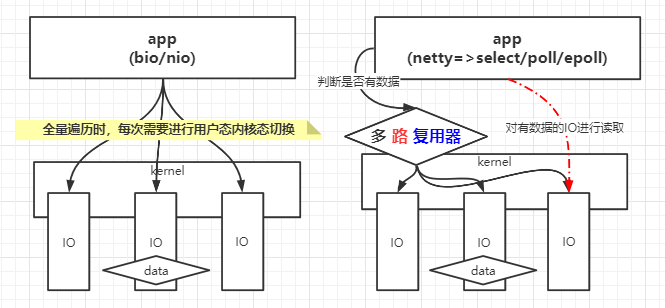 app
(bio/nio)
全量遍历时，每次需要进行用户态内核态切换
kernel
IO
IO
IO
data
app
(netty=>select/poll/epoll)
判断是否有数据
多 路 复用器
对有数据的IO进行读取
kernel
IO
IO
IO
data